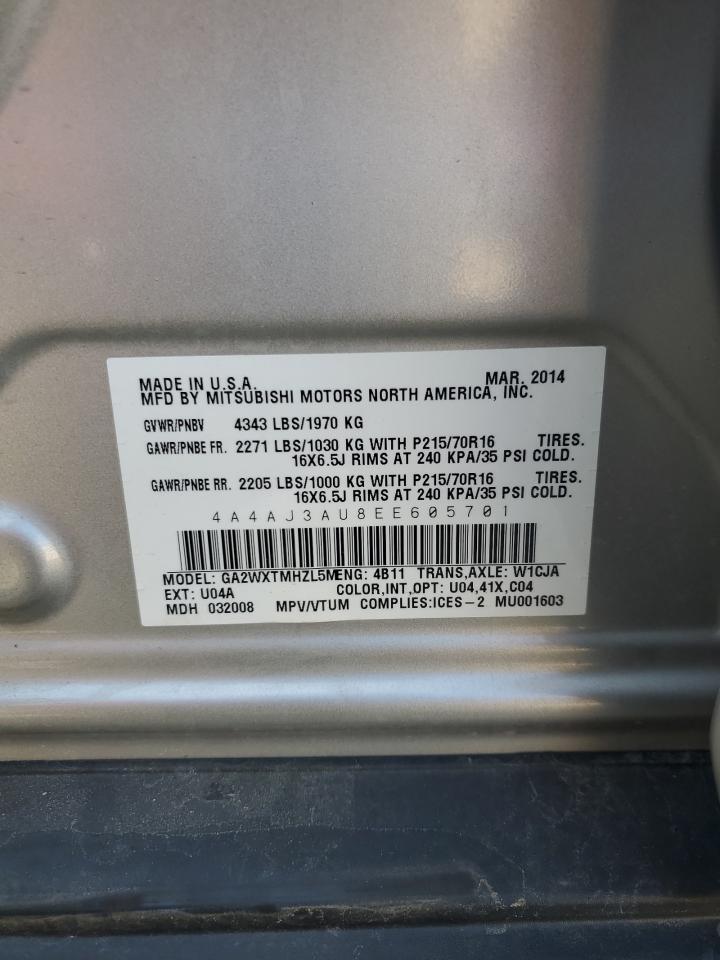 MADE IN U.S.A. MAR. 2014
MFD BY MITSUBISHI MOTORS NORTH AMERICA, INC.
GVWR/PNBV 4343 LBS/1970 KG
GAWR/PNBE FR. 2271 LBS/1030 KG WITH P215/70R16 TIRES.
16X6.5J RIMS AT 240 KPA/35 PSI COLD.
GAWR/PNBE RR. 2205 LBS/1000 KG WITH P215/70R16 TIRES.
16X6.5J RIMS AT 240 KPA/35 PSI COLD.
4A4AJ3AU8EE605701
MODEL: GA2WXTMHZL5M ENG: 4B11 TRANS,AXLE: W1CJA
EXT: U04A COLOR,INT,OPT: U04,41X,C04
MDH 032008 MPV/VTUM COMPLIES:ICES-2 MU001603